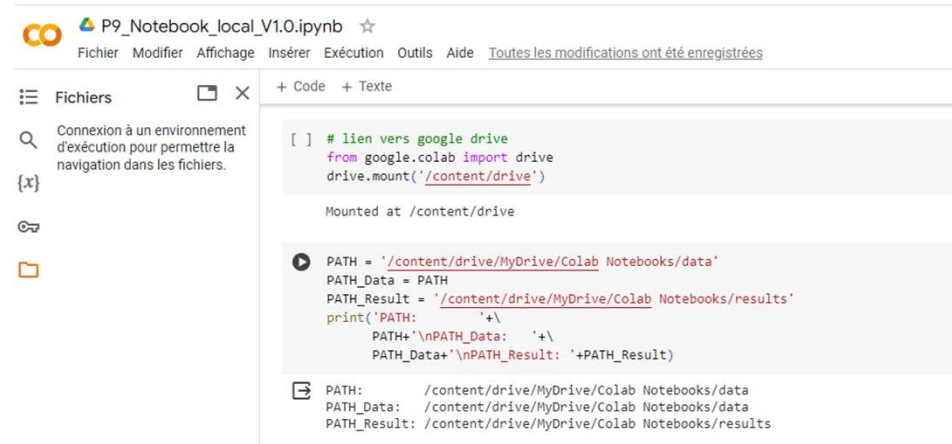 P9_Notebook_local_V1.0.ipynb
Fichier Modifier Affichage Insérer Exécution Outils Aide Toutes les modifications ont été enregistrées
Fichiers
Connexion à un environnement
d'exécution pour permettre la
navigation dans les fichiers.
{x}
+ Code + Texte
[ ] # lien vers google drive
from google.colab import drive
drive.mount('/content/drive')
Mounted at /content/drive
PATH = '/content/drive/MyDrive/Colab Notebooks/data'
PATH_Data = PATH
PATH_Result = '/content/drive/MyDrive/Colab Notebooks/results'
print('PATH:        '+\
      PATH+'\nPATH_Data:   '+\
      PATH_Data+'\nPATH_Result: '+PATH_Result)
PATH:        /content/drive/MyDrive/Colab Notebooks/data
PATH_Data:   /content/drive/MyDrive/Colab Notebooks/data
PATH_Result: /content/drive/MyDrive/Colab Notebooks/results